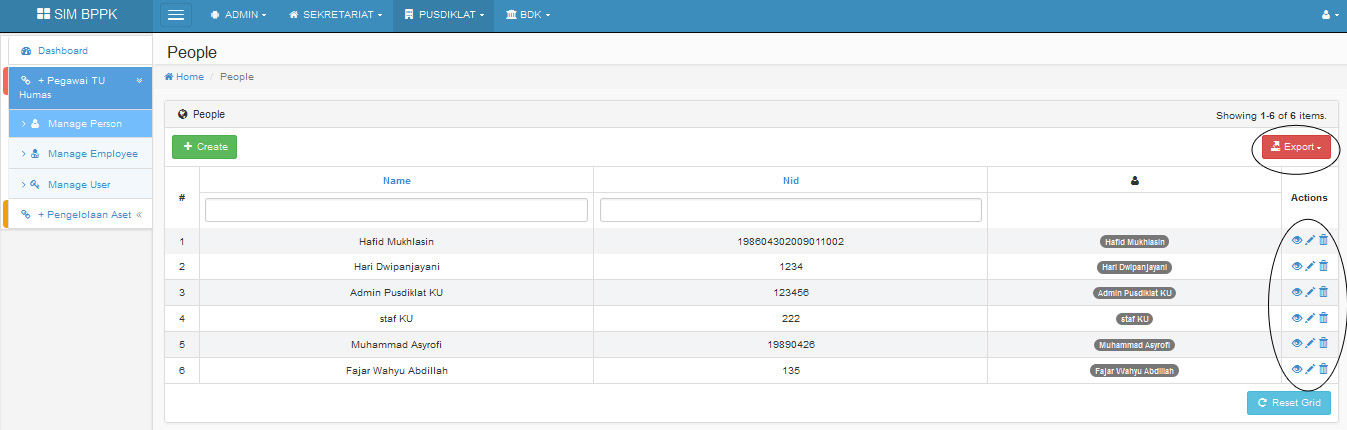 SIM BPPK ADMIN SEKRETARIAT PUSDIKLAT BDK
Dashboard
+ Pegawai TU Humas
Manage Person
Manage Employee
Manage User
+ Pengelolaan Aset
People
Home / People
People Showing 1-6 of 6 items.
+ Create Export
# Name Nid Actions
1 Hafid Mukhlasin 198604302009011002 Hafid Mukhlasin
2 Hari Dwipanjayani 1234 Hari Dwipanjayani
3 Admin Pusdiklat KU 123456 Admin Pusdiklat KU
4 staf KU 222 staf KU
5 Muhammad Asyrofi 19890426 Muhammad Asyrofi
6 Fajar Wahyu Abdillah 135 Fajar Wahyu Abdillah
Reset Grid